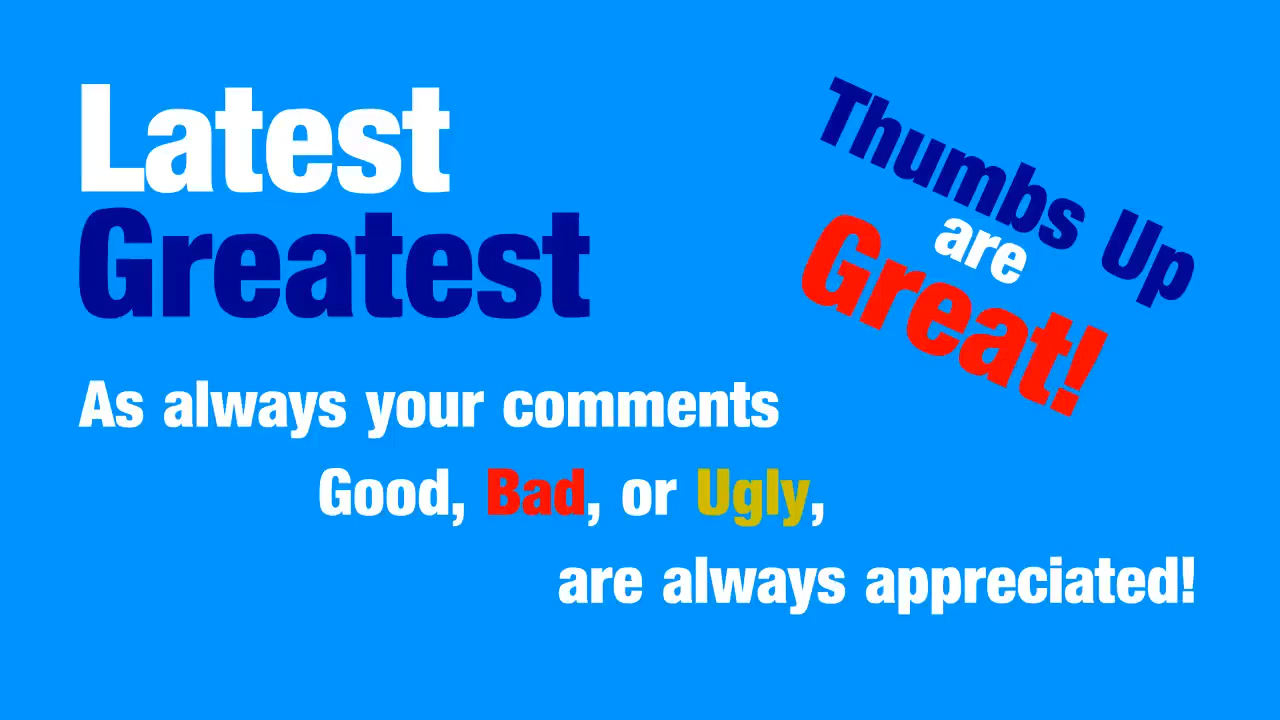 Latest
Greatest
Thumbs Up
are
Great!
As always your comments
Good, Bad, or Ugly,
are always appreciated!